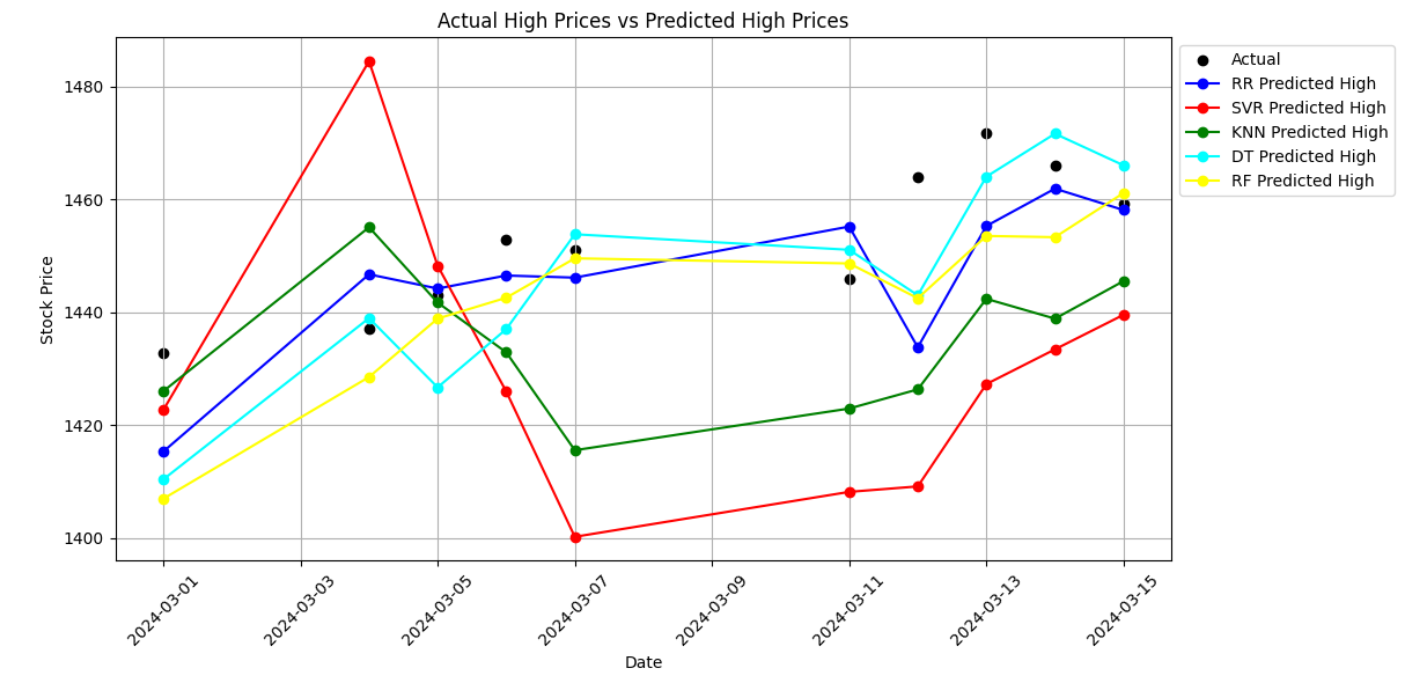 Actual High Prices vs Predicted High Prices
Actual
RR Predicted High
SVR Predicted High
KNN Predicted High
DT Predicted High
RF Predicted High
Stock Price
1480
1460
1440
1420
1400
2024-03-01
2024-03-03
2024-03-05
2024-03-07
2024-03-09
2024-03-11
2024-03-13
2024-03-15
Date